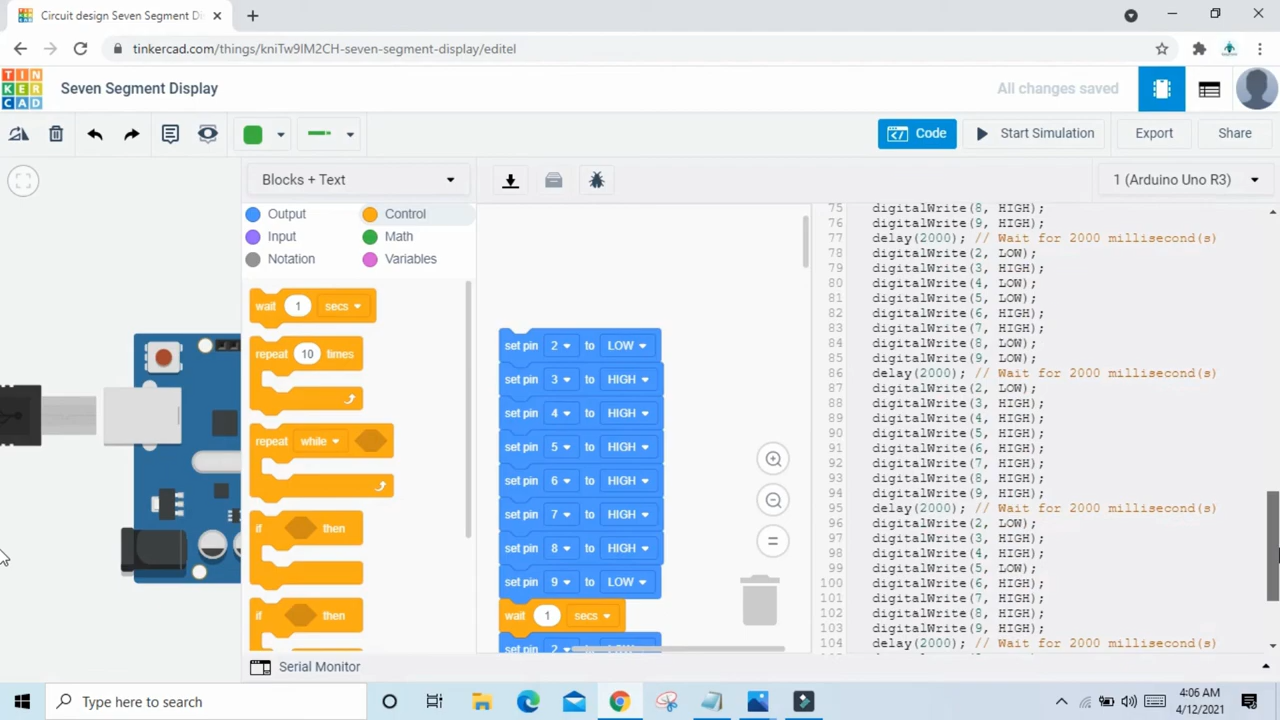 Circuit design Seven Segment Di
tinkercad.com/things/kniTw9lM2CH-seven-segment-display/editel
TIN
KER
CAD
Seven Segment Display
All changes saved
Code
Start Simulation
Export
Share
Blocks + Text
1 (Arduino Uno R3)
Output
Control
Input
Math
Notation
Variables
wait 1 secs
repeat 10 times
repeat while
if then
if then
set pin 2 to LOW
set pin 3 to HIGH
set pin 4 to HIGH
set pin 5 to HIGH
set pin 6 to HIGH
set pin 7 to HIGH
set pin 8 to HIGH
set pin 9 to LOW
wait 1 secs
set pin 2 to LOW
75 digitalWrite(8, HIGH);
76 digitalWrite(9, HIGH);
77 delay(2000); // Wait for 2000 millisecond(s)
78 digitalWrite(2, LOW);
79 digitalWrite(3, HIGH);
80 digitalWrite(4, LOW);
81 digitalWrite(5, LOW);
82 digitalWrite(6, HIGH);
83 digitalWrite(7, HIGH);
84 digitalWrite(8, HIGH);
85 digitalWrite(9, HIGH);
86 delay(2000); // Wait for 2000 millisecond(s)
87 digitalWrite(2, LOW);
88 digitalWrite(3, HIGH);
89 digitalWrite(4, HIGH);
90 digitalWrite(5, HIGH);
91 digitalWrite(6, HIGH);
92 digitalWrite(7, HIGH);
93 digitalWrite(8, HIGH);
94 digitalWrite(9, HIGH);
95 delay(2000); // Wait for 2000 millisecond(s)
96 digitalWrite(2, LOW);
97 digitalWrite(3, HIGH);
98 digitalWrite(4, HIGH);
99 digitalWrite(5, LOW);
100 digitalWrite(6, HIGH);
101 digitalWrite(7, HIGH);
102 digitalWrite(8, HIGH);
103 digitalWrite(9, HIGH);
104 delay(2000); // Wait for 2000 millisecond(s)
Serial Monitor
Type here to search
4:06 AM
4/12/2021